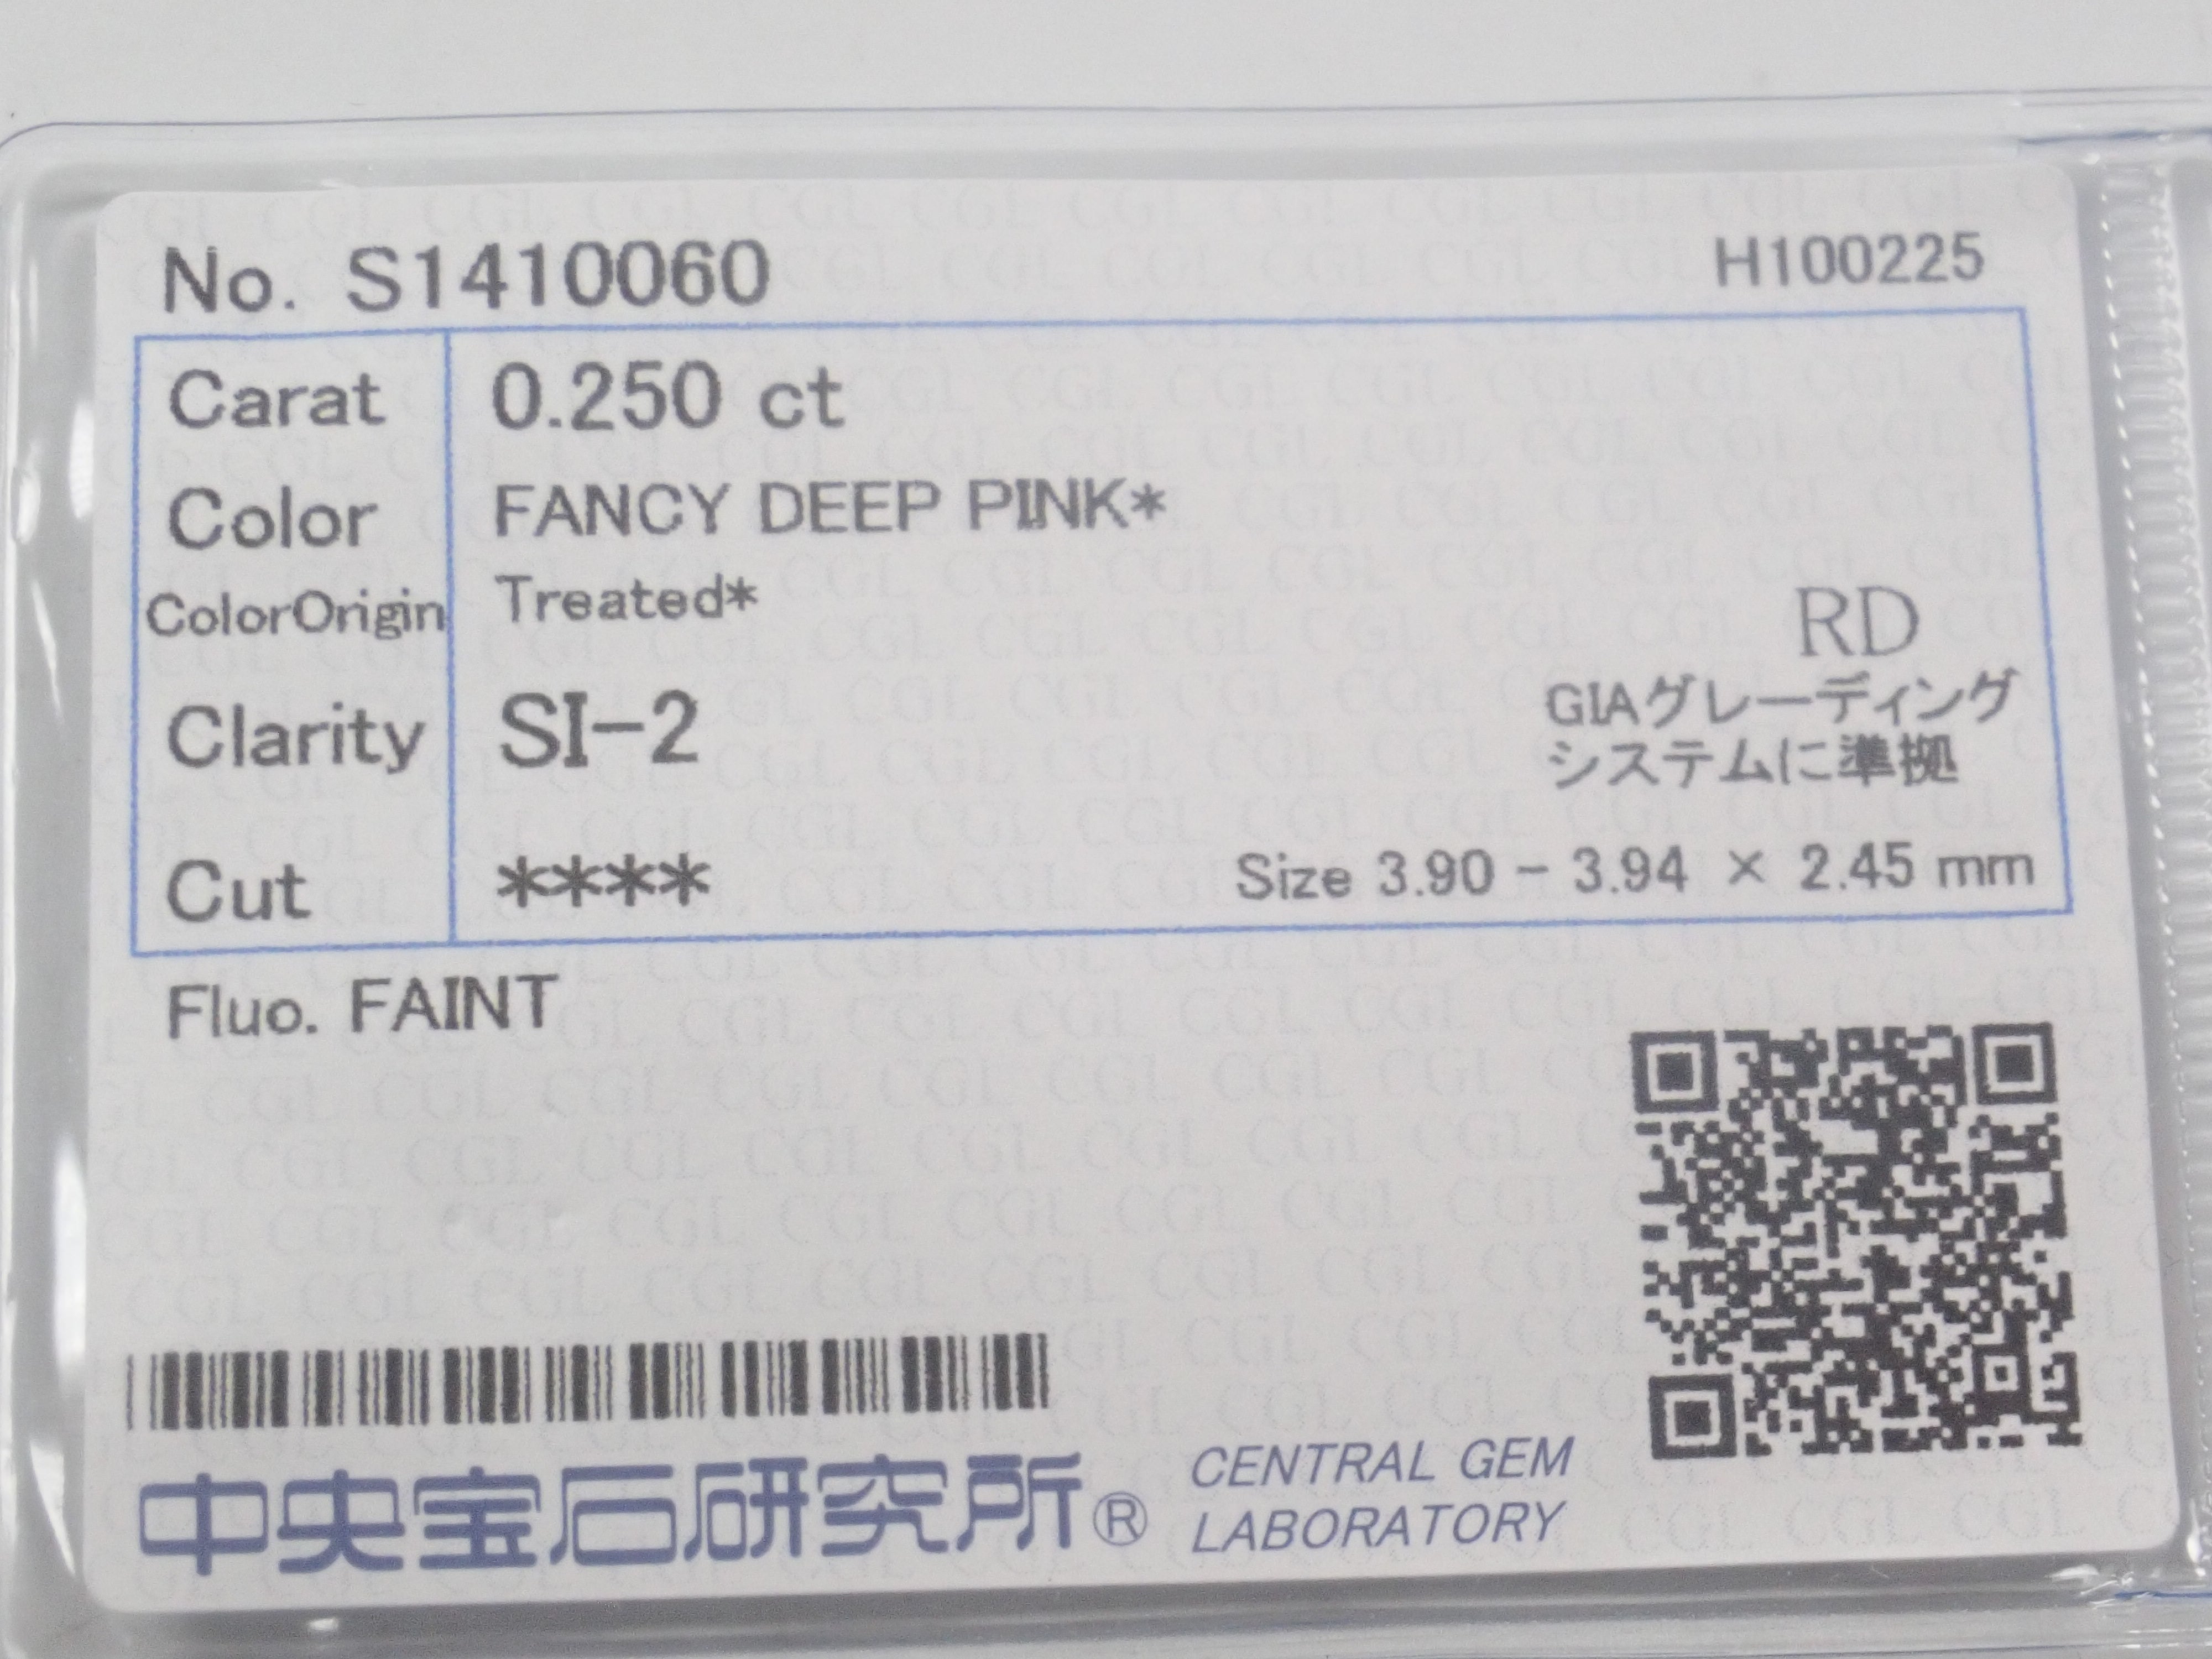 No. S1410060 H100225
Carat 0.250 ct
Color FANCY DEEP PINK*
ColorOrigin Treated*
RD
Clarity SI-2
GIAグレーディング
システムに準拠
Cut **** Size 3.90 - 3.94 × 2.45 mm
Fluo. FAINT
中央宝石研究所® CENTRAL GEM
LABORATORY